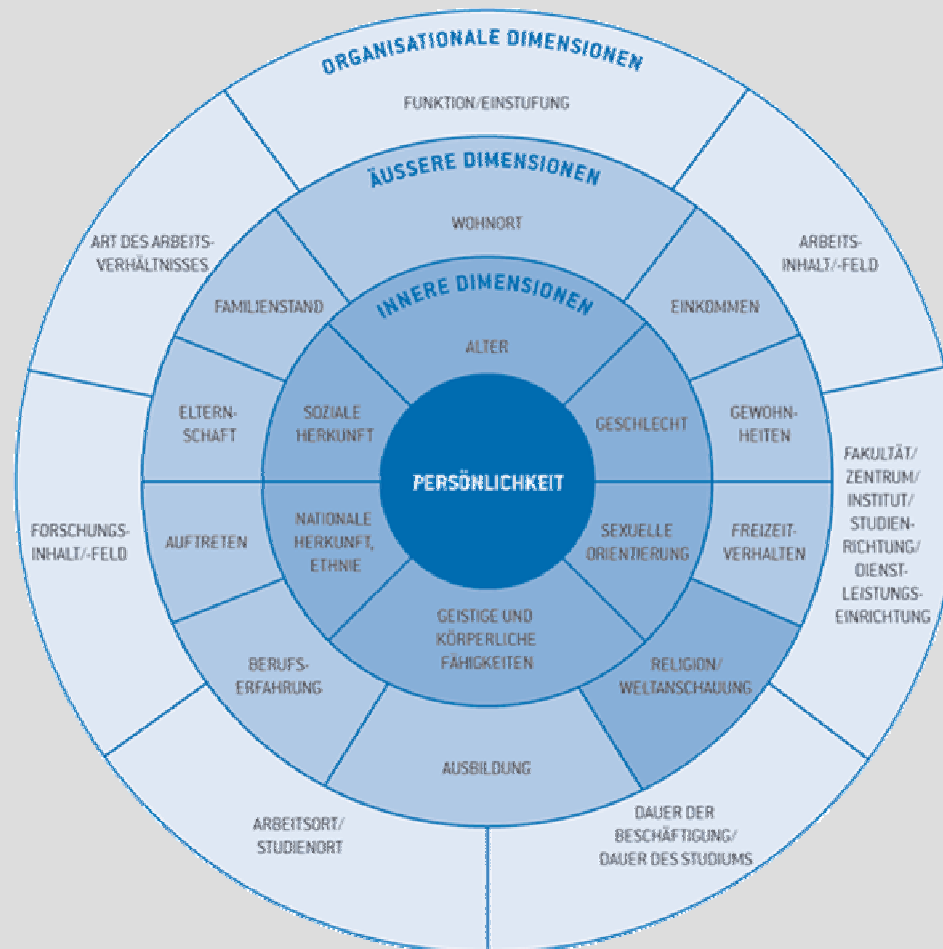 ORGANISATIONALE DIMENSIONEN
FUNKTION/EINSTUFUNG
ARBEITS-
INHALT/-FELD
FAKULTÄT/
ZENTRUM/
INSTITUT/
STUDIEN-
RICHTUNG/
DIENST-
LEISTUNGS-
EINRICHTUNG
DAUER DER
BESCHÄFTIGUNG/
DAUER DES STUDIUMS
ARBEITSORT/
STUDIENORT
FORSCHUNGS-
INHALT/-FELD
ART DES ARBEITS-
VERHÄLTNISSES
ÄUSSERE DIMENSIONEN
WOHNORT
EINKOMMEN
GEWOHN-
HEITEN
FREIZEIT-
VERHALTEN
RELIGION/
WELTANSCHAUUNG
AUSBILDUNG
BERUFS-
ERFAHRUNG
AUFTRETEN
ELTERN-
SCHAFT
FAMILIENSTAND
INNERE DIMENSIONEN
ALTER
GESCHLECHT
SEXUELLE
ORIENTIERUNG
GEISTIGE UND
KÖRPERLICHE
FÄHIGKEITEN
NATIONALE
HERKUNFT,
ETHNIE
SOZIALE
HERKUNFT
PERSÖNLICHKEIT